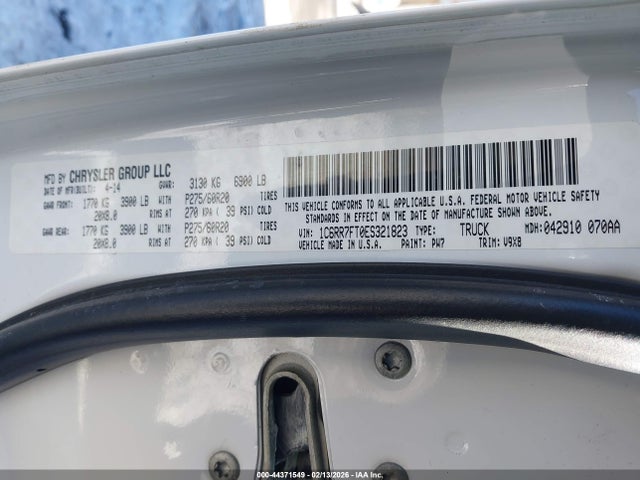 MFD BY CHRYSLER GROUP LLC
DATE OF MFR(BUILT): 4-14 GVWR: 3130 KG 6900 LB
GAWR FRONT: 1770 KG 3900 LB WITH P275/60R20 TIRES
20X8.0 RIMS AT 270 KPA ( 39 PSI) COLD
GAWR REAR: 1770 KG 3900 LB WITH P275/60R20 TIRES
20X8.0 RIMS AT 270 KPA ( 39 PSI) COLD
THIS VEHICLE CONFORMS TO ALL APPLICABLE U.S.A. FEDERAL MOTOR VEHICLE SAFETY
STANDARDS IN EFFECT ON THE DATE OF MANUFACTURE SHOWN ABOVE.
VIN: 1C6RR7FT0ES321823 TYPE: TRUCK MDH: 042910 070AA
VEHICLE MADE IN U.S.A. PAINT: PW7 TRIM: V9X8
000-44371549 - 02/13/2026 - IAA Inc.